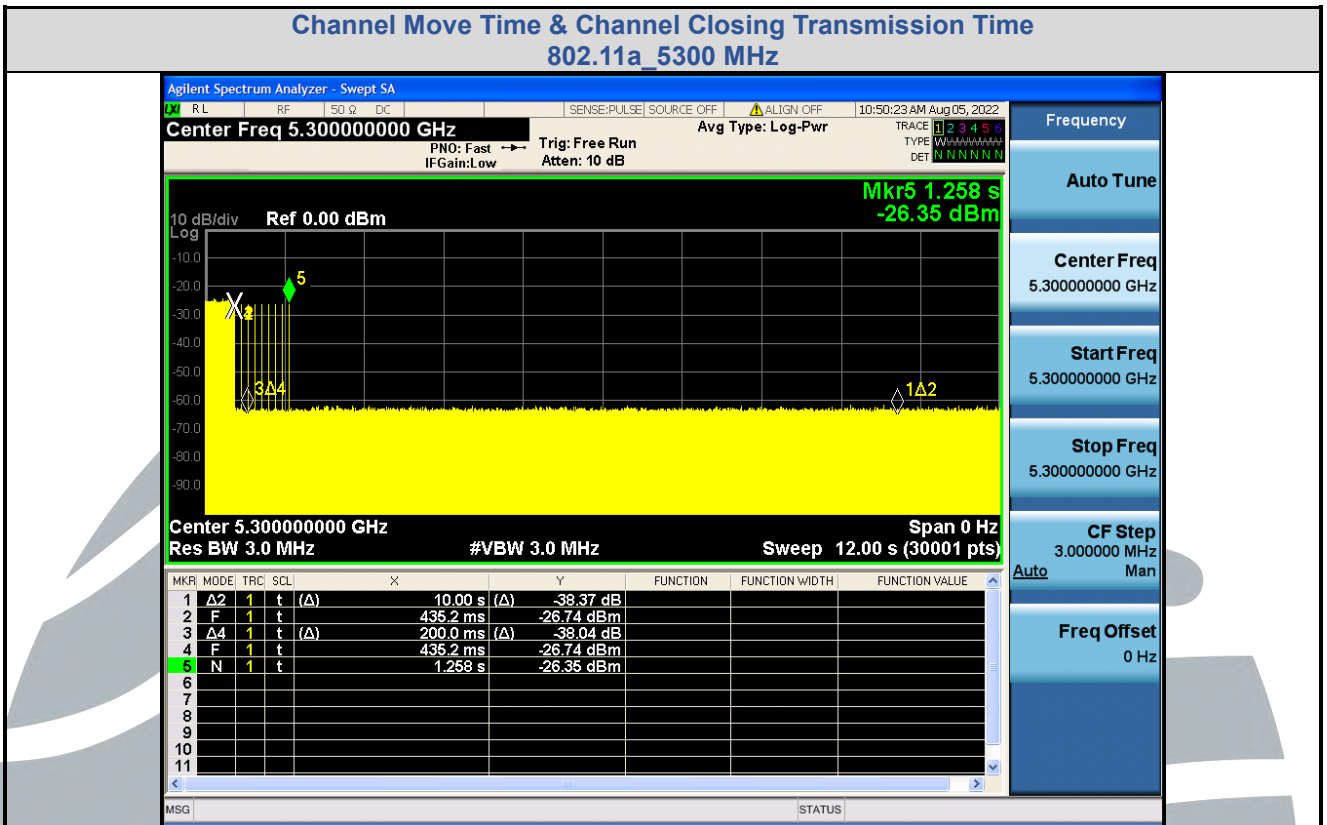 Channel Move Time & Channel Closing Transmission Time
802.11a_5300 MHz
Agilent Spectrum Analyzer - Swept SA
LXI RL RF 50 Ω DC SENSE:PULSE SOURCE OFF ALIGN OFF 10:50:23 AM Aug 05, 2022
Center Freq 5.300000000 GHz
PNO: Fast
IFGain:Low
Trig: Free Run
Atten: 10 dB
Avg Type: Log-Pwr
TRACE 1 2 3 4 5 6
TYPE W
DET N N N N N N
Mkr5 1.258 s
-26.35 dBm
10 dB/div Ref 0.00 dBm
Log
-10.0
-20.0
-30.0
-40.0
-50.0
-60.0
-70.0
-80.0
-90.0
5
3Δ4
1Δ2
Center 5.300000000 GHz Span 0 Hz
Res BW 3.0 MHz #VBW 3.0 MHz Sweep 12.00 s (30001 pts)
MKR MODE TRC SCL X Y FUNCTION FUNCTION WIDTH FUNCTION VALUE
1 Δ2 1 t (Δ) 10.00 s (Δ) -38.37 dB
2 F 1 t 435.2 ms -26.74 dBm
3 Δ4 1 t (Δ) 200.0 ms (Δ) -38.04 dB
4 F 1 t 435.2 ms -26.74 dBm
5 N 1 t 1.258 s -26.35 dBm
6
7
8
9
10
11
MSG STATUS
Frequency
Auto Tune
Center Freq
5.300000000 GHz
Start Freq
5.300000000 GHz
Stop Freq
5.300000000 GHz
CF Step
3.000000 MHz
Auto Man
Freq Offset
0 Hz